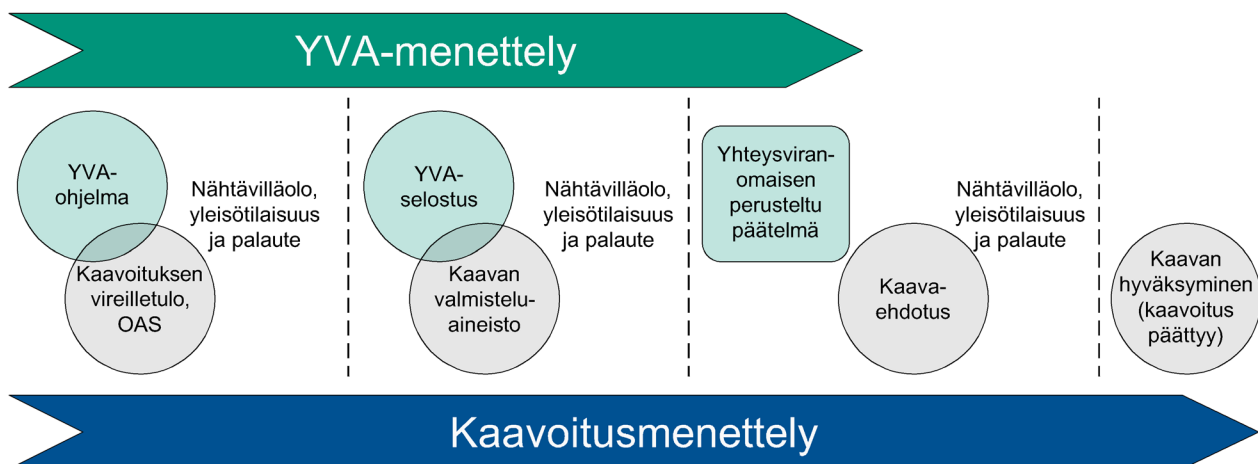 YVA-menettely
YVA-
ohjelma
Kaavoituksen
vireilletulo,
OAS
Nähtävilläolo,
yleisötilaisuus
ja palaute
YVA-
selostus
Kaavan
valmistelu-
aineisto
Nähtävilläolo,
yleisötilaisuus
ja palaute
Yhteysviran-
omaisen
perusteltu
päätelmä
Kaava-
ehdotus
Nähtävilläolo,
yleisötilaisuus
ja palaute
Kaavan
hyväksyminen
(kaavoitus
päättyy)
Kaavoitusmenettely